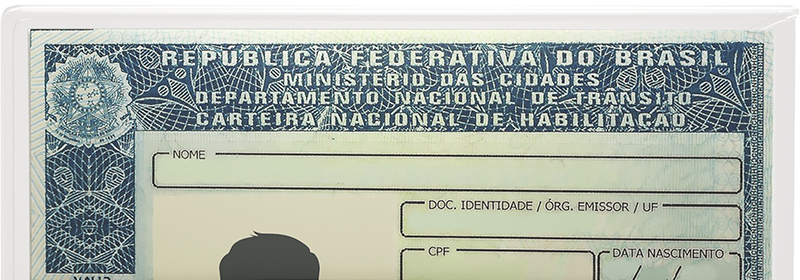 REPÚBLICA FEDERATIVA DO BRASIL
MINISTÉRIO DAS CIDADES
DEPARTAMENTO NACIONAL DE TRÂNSITO
CARTEIRA NACIONAL DE HABILITAÇÃO
NOME
DOC. IDENTIDADE / ÓRG. EMISSOR / UF
CPF
DATA NASCIMENTO